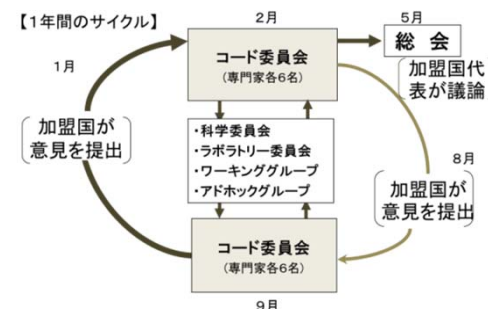 【1年間のサイクル】
2月
5月
コード委員会
(専門家各6名)
総 会
1月
加盟国代
表が議論
加盟国が
意見を提出
・科学委員会
・ラボラトリー委員会
・ワーキンググループ
・アドホックグループ
8月
加盟国が
意見を提出
コード委員会
(専門家各6名)
9月